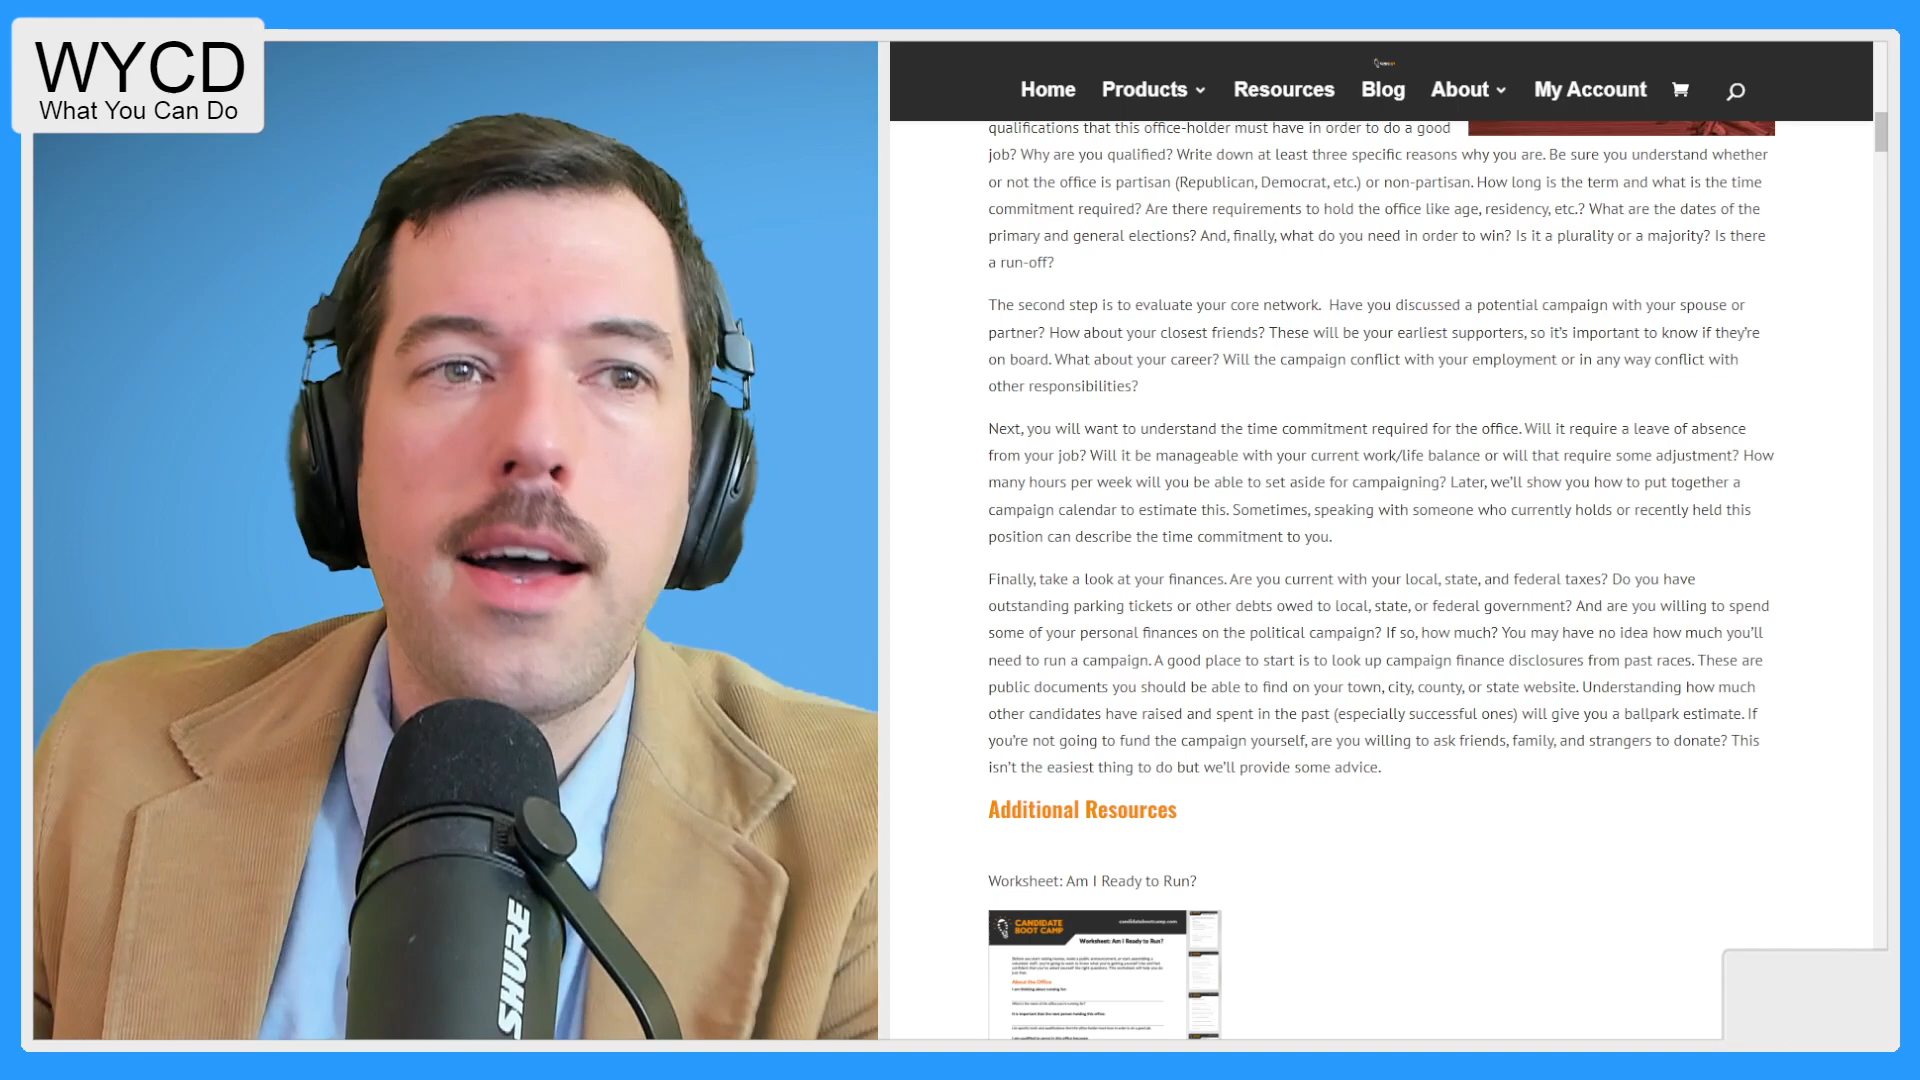 WYCD
What You Can Do
Home Products Resources Blog About My Account
qualifications that this office-holder must have in order to do a good
job? Why are you qualified? Write down at least three specific reasons why you are. Be sure you understand whether
or not the office is partisan (Republican, Democrat, etc.) or non-partisan. How long is the term and what is the time
commitment required? Are there requirements to hold the office like age, residency, etc.? What are the dates of the
primary and general elections? And, finally, what do you need in order to win? Is it a plurality or a majority? Is there
a run-off?
The second step is to evaluate your core network. Have you discussed a potential campaign with your spouse or
partner? How about your closest friends? These will be your earliest supporters, so it's important to know if they're
on board. What about your career? Will the campaign conflict with your employment or in any way conflict with
other responsibilities?
Next, you will want to understand the time commitment required for the office. Will it require a leave of absence
from your job? Will it be manageable with your current work/life balance or will that require some adjustment? How
many hours per week will you be able to set aside for campaigning? Later, we'll show you how to put together a
campaign calendar to estimate this. Sometimes, speaking with someone who currently holds or recently held this
position can describe the time commitment to you.
Finally, take a look at your finances. Are you current with your local, state, and federal taxes? Do you have
outstanding parking tickets or other debts owed to local, state, or federal government? And are you willing to spend
some of your personal finances on the political campaign? If so, how much? You may have no idea how much you'll
need to run a campaign. A good place to start is to look up campaign finance disclosures from past races. These are
public documents you should be able to find on your town, city, county, or state website. Understanding how much
other candidates have raised and spent in the past (especially successful ones) will give you a ballpark estimate. If
you're not going to fund the campaign yourself, are you willing to ask friends, family, and strangers to donate? This
isn't the easiest thing to do but we'll provide some advice.
Additional Resources
Worksheet: Am I Ready to Run?
CANDIDATE
BOOT CAMP
candidatebootcamp.com
Worksheet: Am I Ready to Run?
About the Office
I am thinking about running for:
It is important that the next person holding this office:
SHURE